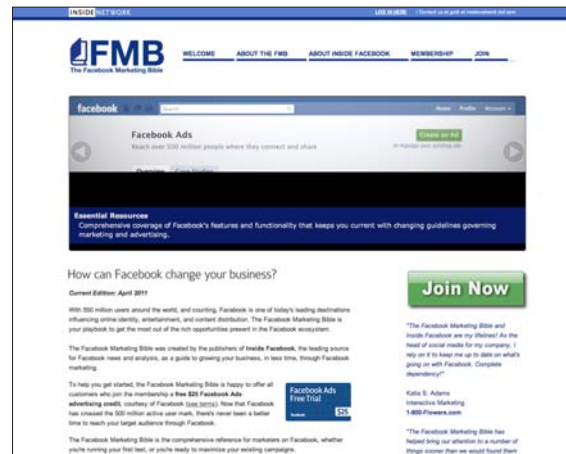 INSIDE NETWORK
LOG IN HERE
FMB
The Facebook Marketing Bible
WELCOME
ABOUT THE FMB
ABOUT INSIDE FACEBOOK
MEMBERSHIP
JOIN
facebook
Search
Home Profile Account
Facebook Ads
Reach over 500 million people where they connect and share
Create an Ad
or manage your existing ads
Overview
Case Studies
Essential Resources
Comprehensive coverage of Facebook's features and functionality that keeps you current with changing guidelines governing
marketing and advertising.
How can Facebook change your business?
Current Edition: April 2011
With 550 million users around the world, and counting, Facebook is one of today's leading destinations
influencing online identity, entertainment, and content distribution. The Facebook Marketing Bible is
your playbook to get the most out of the rich opportunities present in the Facebook ecosystem.
The Facebook Marketing Bible was created by the publishers of Inside Facebook, the leading source
for Facebook news and analysis, as a guide to growing your business, in less time, through Facebook
marketing.
To help you get started, the Facebook Marketing Bible is happy to offer all
customers who join the membership a free $25 Facebook Ads
advertising credit, courtesy of Facebook (see terms). Now that Facebook
has crossed the 500 million active user mark, there's never been a better
time to reach your target audience through Facebook.
Facebook Ads
Free Trial
facebook
$25
The Facebook Marketing Bible is the comprehensive reference for marketers on Facebook, whether
you're running your first test, or you're ready to maximize your existing campaigns.
Join Now
"The Facebook Marketing Bible and
Inside Facebook are my lifelines! As the
head of social media for my company, I
rely on it to keep me up to date on what's
going on with Facebook. Complete
dependency!"
Katis S. Adams
Interactive Marketing
1-800-Flowers.com
"The Facebook Marketing Bible has
helped bring our attention to a number of
things sooner than we would found them